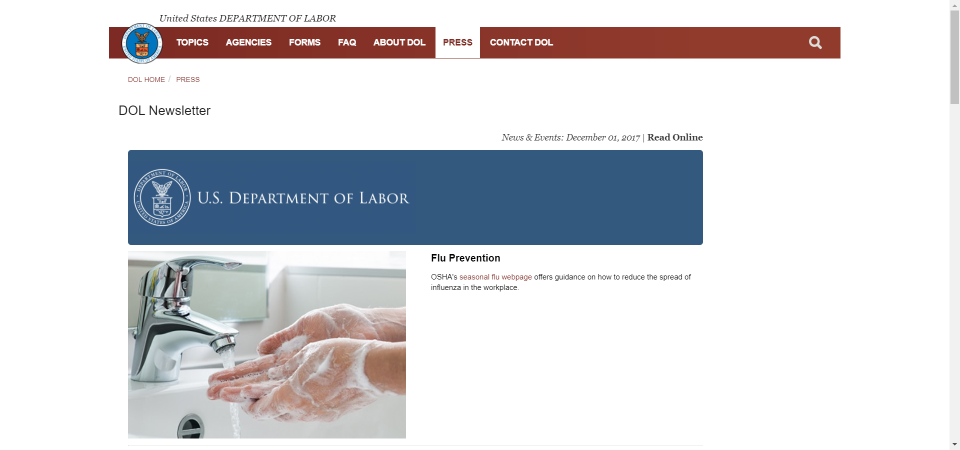 United States DEPARTMENT OF LABOR
TOPICS AGENCIES FORMS FAQ ABOUT DOL PRESS CONTACT DOL
DOL HOME / PRESS
DOL Newsletter
News & Events: December 01, 2017 | Read Online
U.S. DEPARTMENT OF LABOR
Flu Prevention
OSHA's seasonal flu webpage offers guidance on how to reduce the spread of
influenza in the workplace.